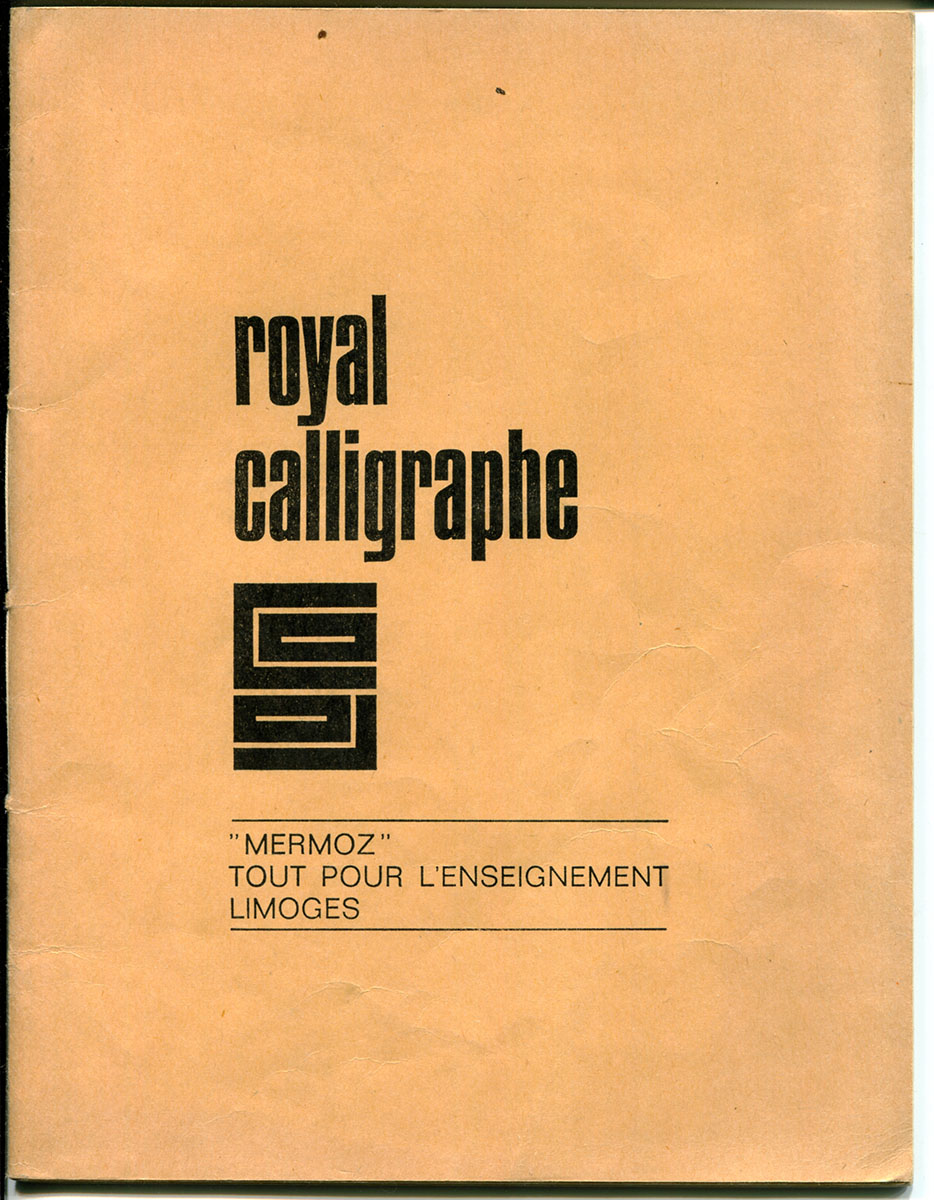 royal
calligraphe
"MERMOZ"
TOUT POUR L'ENSEIGNEMENT
LIMOGES